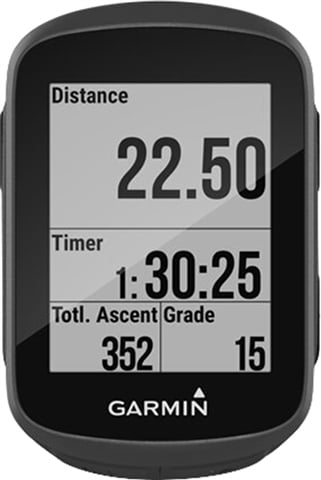 Distance
22.50
Timer
1:30:25
Totl. Ascent Grade
352 15
GARMIN